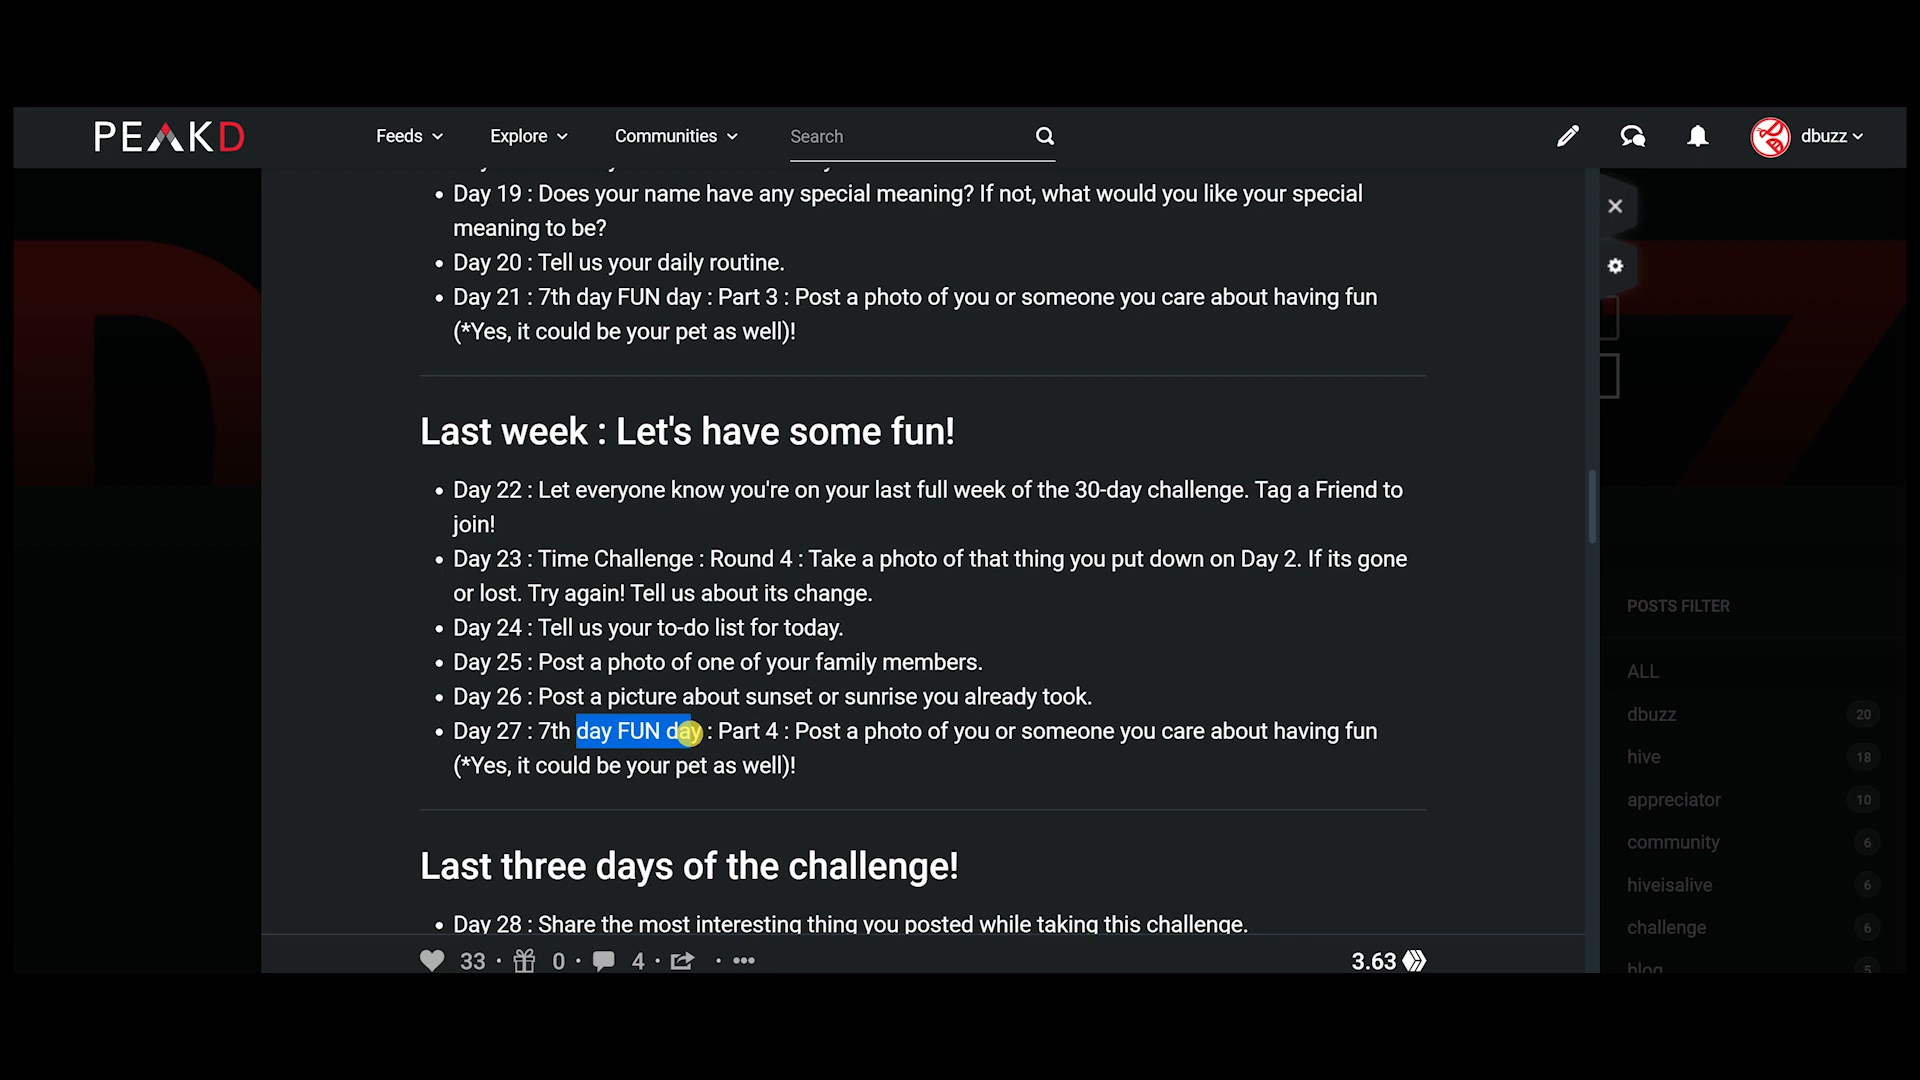 PEAKD
Feeds
Explore
Communities
Search
dbuzz
• Day 19 : Does your name have any special meaning? If not, what would you like your special
meaning to be?
• Day 20 : Tell us your daily routine.
• Day 21 : 7th day FUN day : Part 3 : Post a photo of you or someone you care about having fun
(*Yes, it could be your pet as well)!
Last week : Let's have some fun!
• Day 22 : Let everyone know you're on your last full week of the 30-day challenge. Tag a Friend to
join!
• Day 23 : Time Challenge : Round 4 : Take a photo of that thing you put down on Day 2. If its gone
or lost. Try again! Tell us about its change.
• Day 24 : Tell us your to-do list for today.
• Day 25 : Post a photo of one of your family members.
• Day 26 : Post a picture about sunset or sunrise you already took.
• Day 27 : 7th day FUN day : Part 4 : Post a photo of you or someone you care about having fun
(*Yes, it could be your pet as well)!
Last three days of the challenge!
• Day 28 : Share the most interesting thing you posted while taking this challenge.
33 · 0 · 4 · · •••
3.63
POSTS FILTER
ALL
dbuzz 20
hive 18
appreciator 10
community 6
hiveisalive 6
challenge 6
blog 5